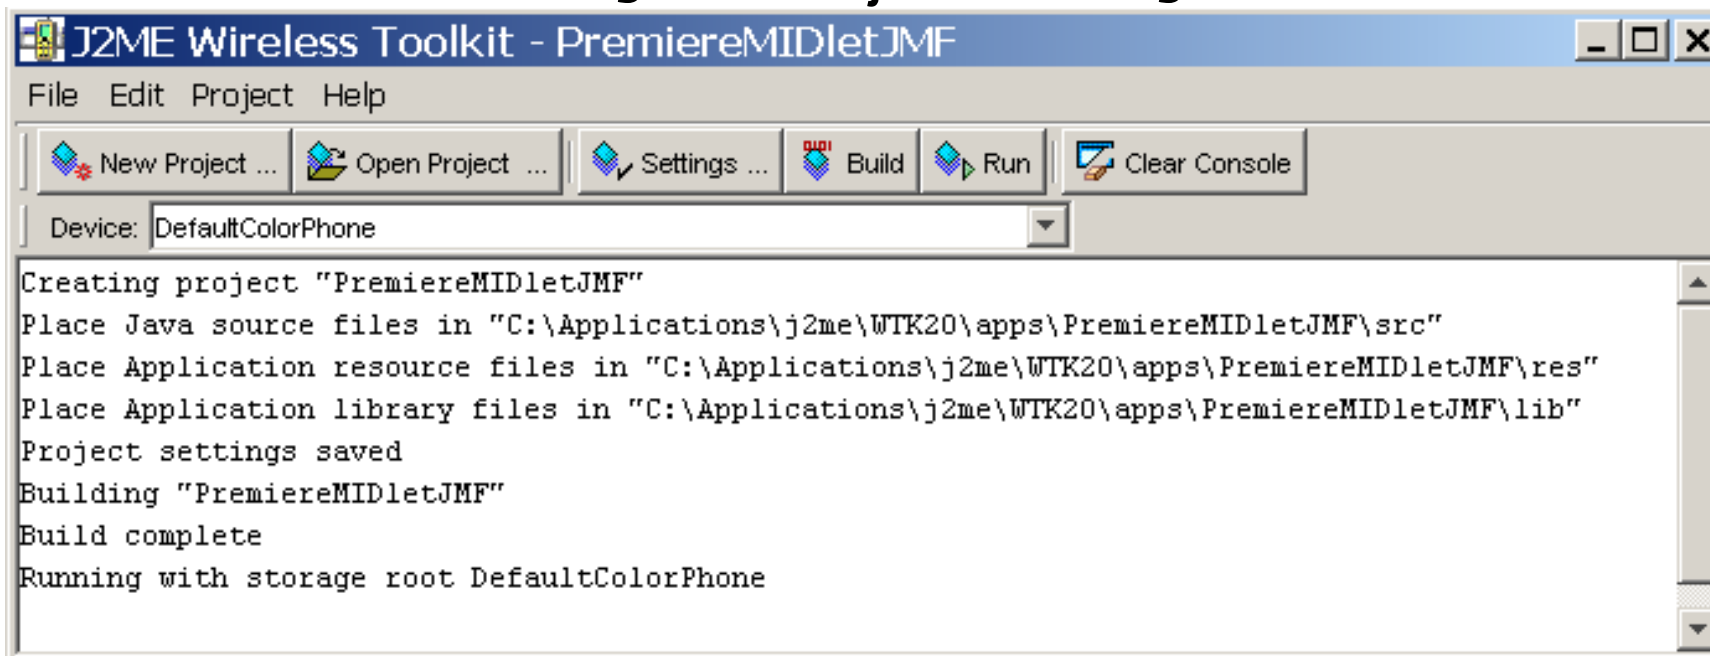 J2ME Wireless Toolkit - PremiereMIDletJMF
File Edit Project Help
New Project ... Open Project ... Settings ... Build Run Clear Console
Device: DefaultColorPhone
Creating project "PremiereMIDletJMF"
Place Java source files in "C:\Applications\j2me\WTK20\apps\PremiereMIDletJMF\src"
Place Application resource files in "C:\Applications\j2me\WTK20\apps\PremiereMIDletJMF\res"
Place Application library files in "C:\Applications\j2me\WTK20\apps\PremiereMIDletJMF\lib"
Project settings saved
Building "PremiereMIDletJMF"
Build complete
Running with storage root DefaultColorPhone